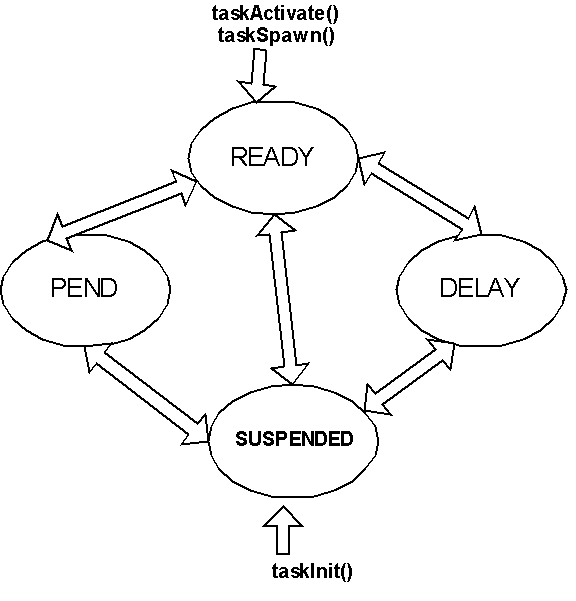 taskActivate()
taskSpawn()
READY
PEND
DELAY
SUSPENDED
taskInit()